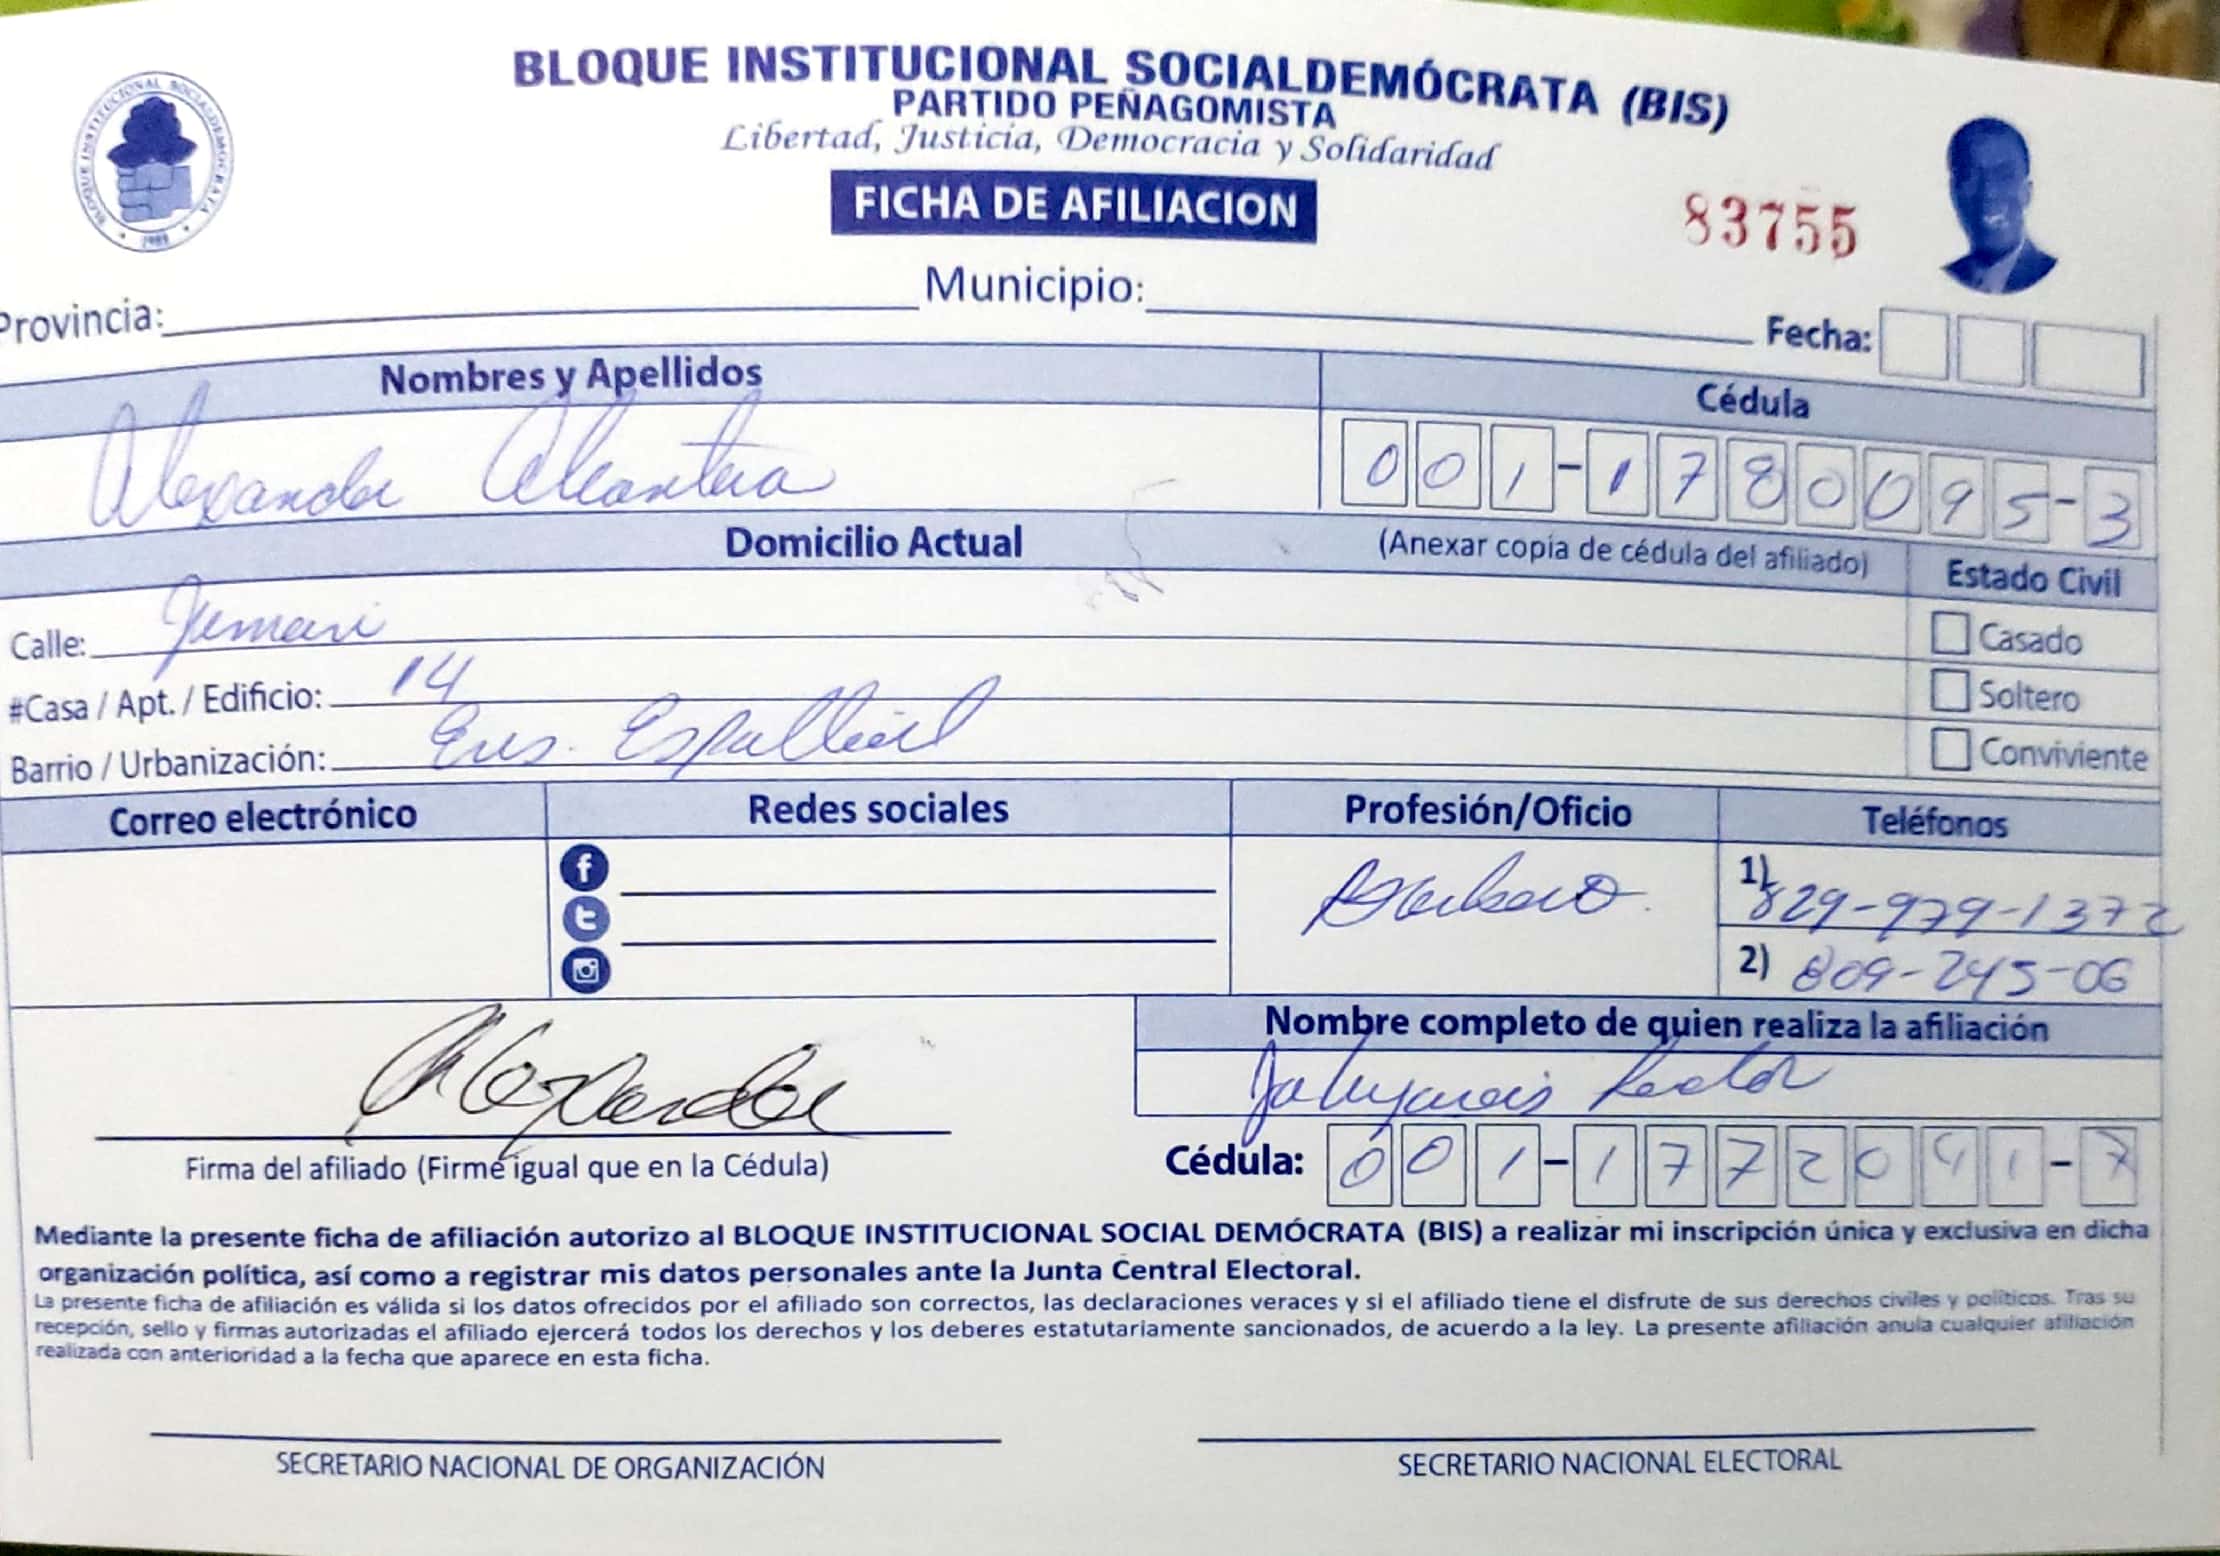 BLOQUE INSTITUCIONAL SOCIALDEMÓCRATA (BIS)
PARTIDO PEÑAGOMISTA
Libertad, Justicia, Democracia y Solidaridad
BLOQUE INSTITUCIONAL SOCIALDEMOCRATA
FICHA DE AFILIACION
83755
Provincia: Municipio: Fecha:
Nombres y Apellidos Cédula
Alexander Alcantara 001-1780095-3
Domicilio Actual (Anexar copia de cédula del afiliado) Estado Civil
Calle: Casado
#Casa / Apt. / Edificio: 14 Soltero
Barrio / Urbanización: Ens. Espaillat Conviviente
Correo electrónico Redes sociales Profesión/Oficio Teléfonos
Barbero 1) 829-979-1372
2) 809-245-06
Nombre completo de quien realiza la afiliación
Alexander
Firma del afiliado (Firme igual que en la Cédula) Cédula: 001-1772091-7
Mediante la presente ficha de afiliación autorizo al BLOQUE INSTITUCIONAL SOCIAL DEMÓCRATA (BIS) a realizar mi inscripción única y exclusiva en dicha
organización política, así como a registrar mis datos personales ante la Junta Central Electoral.
La presente ficha de afiliación es válida si los datos ofrecidos por el afiliado son correctos, las declaraciones veraces y si el afiliado tiene el disfrute de sus derechos civiles y políticos. Tras su
recepción, sello y firmas autorizadas el afiliado ejercerá todos los derechos y los deberes estatutariamente sancionados, de acuerdo a la ley. La presente afiliación anula cualquier afiliación
realizada con anterioridad a la fecha que aparece en esta ficha.
SECRETARIO NACIONAL DE ORGANIZACIÓN SECRETARIO NACIONAL ELECTORAL